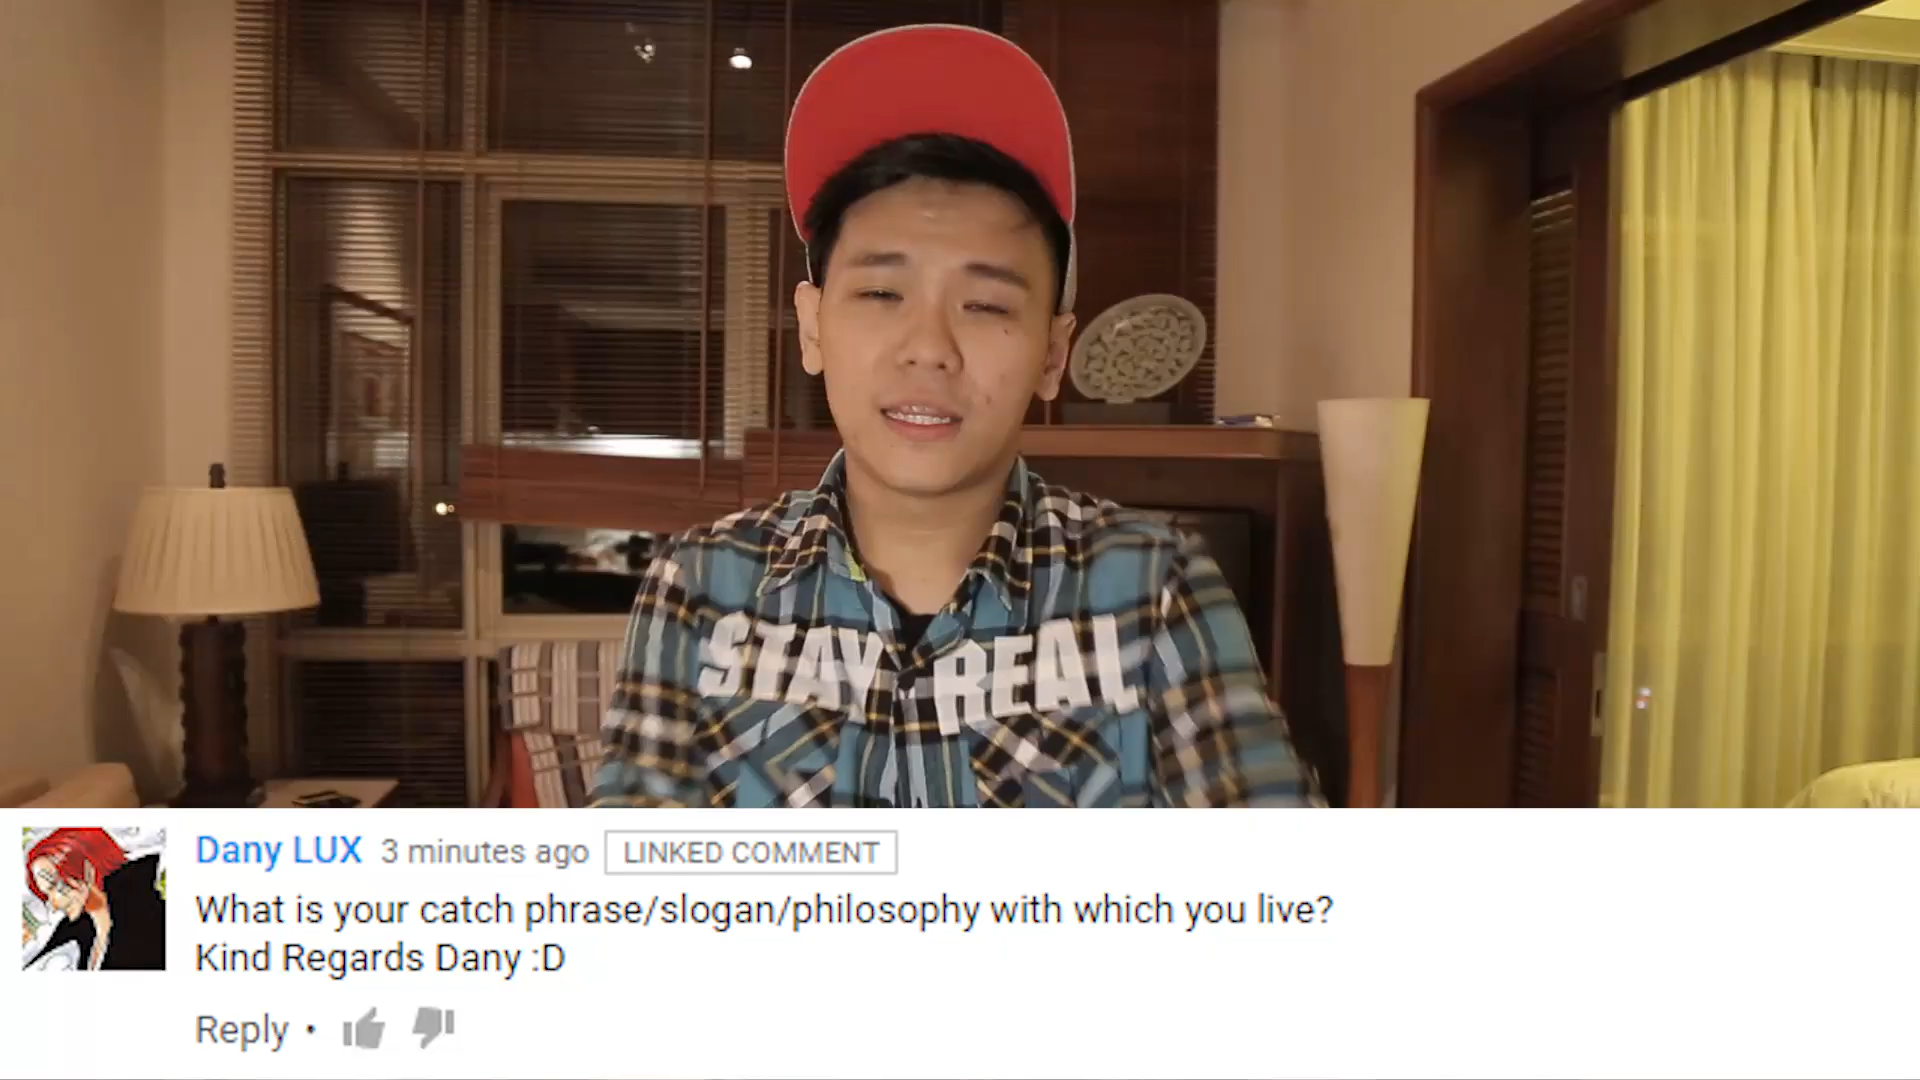 STAY REAL
Dany LUX 3 minutes ago LINKED COMMENT
What is your catch phrase/slogan/philosophy with which you live?
Kind Regards Dany :D
Reply •